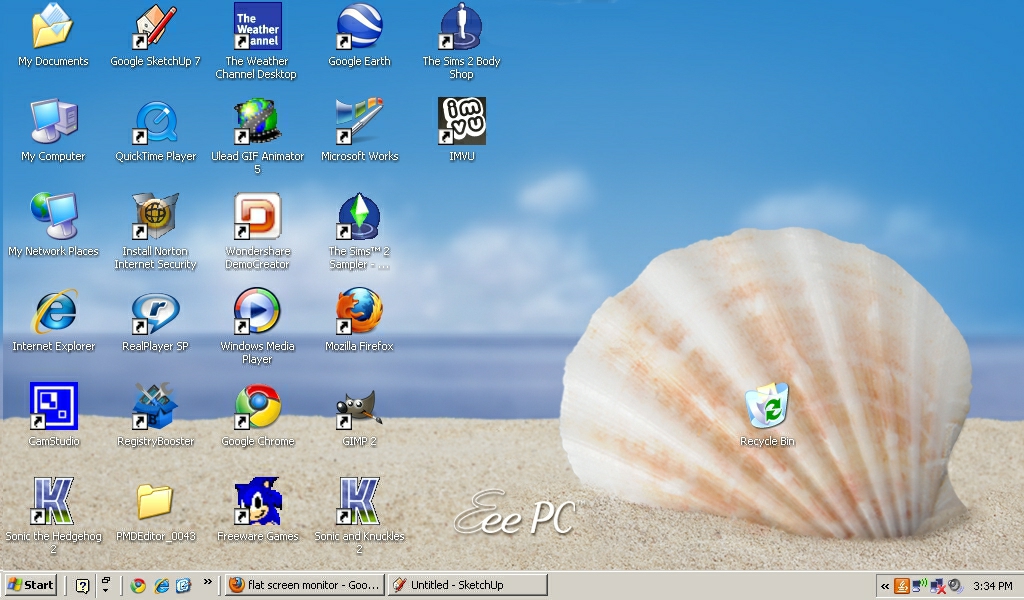 My Documents
Google SketchUp 7
The
Weather
Channel
The Weather
Channel Desktop
Google Earth
The Sims 2 Body
Shop
My Computer
QuickTime Player
Ulead GIF Animator
5
Microsoft Works
im
vu
IMVU
My Network Places
Install Norton
Internet Security
Wondershare
DemoCreator
The Sims™ 2
Sampler - ...
Internet Explorer
RealPlayer SP
Windows Media
Player
Mozilla Firefox
CamStudio
RegistryBooster
Google Chrome
GIMP 2
Recycle Bin
Sonic the Hedgehog
2
PMDEditor_0043
Freeware Games
Sonic and Knuckles
2
Eee PC
Start
flat screen monitor - Goo...
Untitled - SketchUp
3:34 PM